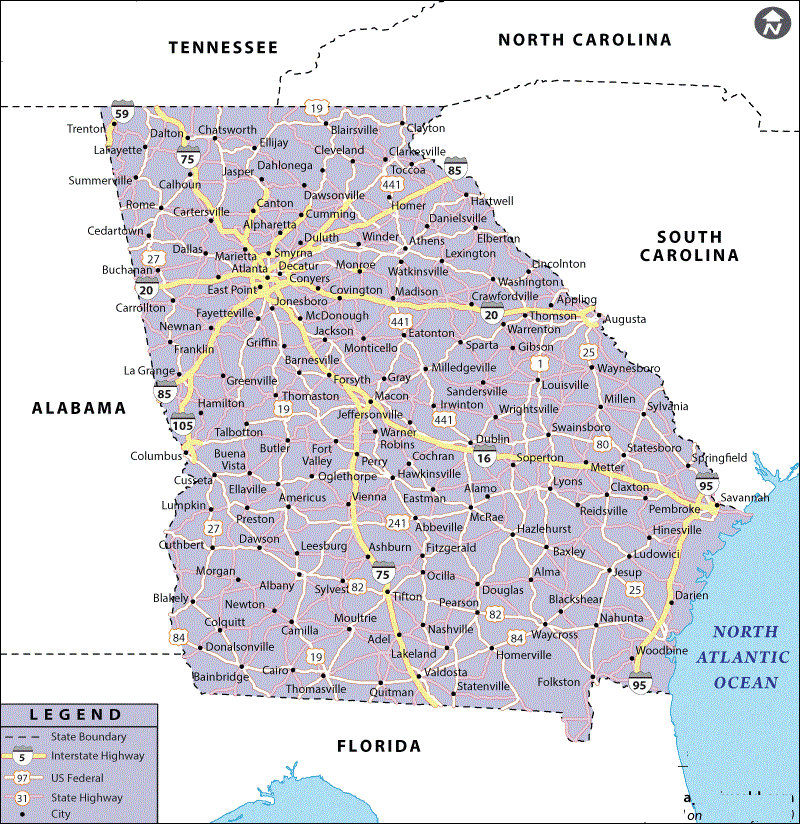 N
TENNESSEE
NORTH CAROLINA
59
19
Trenton
Dalton
Chatsworth
Blairsville
Clayton
Lafayette
75
Ellijay
Cleveland
Clarkesville
Toccoa
85
Summerville
Calhoun
Jasper
Dahlonega
441
Dawsonville
Homer
Hartwell
Rome
Cartersville
Canton
Cumming
Danielsville
Alpharetta
Cedartown
Duluth
Winder
Athens
Elberton
SOUTH
CAROLINA
27
Dallas
Marietta
Smyrna
Lexington
Buchanan
Atlanta
Decatur
Monroe
Watkinsville
Lincolnton
20
Conyers
Washington
East Point
Covington
Madison
Crawfordville
Appling
Carrollton
Jonesboro
20
Thomson
Augusta
Fayetteville
McDonough
441
Warrenton
Newnan
Jackson
Eatonton
Griffin
Monticello
Sparta
Gibson
25
Franklin
Barnesville
1
Waynesboro
La Grange
Greenville
Forsyth
Gray
Milledgeville
Louisville
85
Thomaston
Macon
Sandersville
Millen
ALABAMA
Hamilton
19
Irwinton
Sylvania
105
Jeffersonville
441
Wrightsville
Talbotton
Warner
Robins
Swainsboro
80
Columbus
Buena
Vista
Butler
Fort
Valley
Perry
Dublin
16
Cochran
Soperton
Statesboro
Springfield
Metter
95
Cusseta
Oglethorpe
Hawkinsville
Ellaville
Americus
Vienna
Eastman
Alamo
Lyons
Claxton
Savannah
Lumpkin
Preston
Reidsville
Pembroke
27
241
Abbeville
McRae
Hinesville
Cuthbert
Dawson
Leesburg
Ashburn
Fitzgerald
Hazlehurst
Baxley
Ludowici
Morgan
Albany
Sylvest
82
75
Ocilla
Alma
Jesup
25
Blakely
Newton
Tifton
Douglas
Darien
Pearson
82
Blackshear
Nahunta
Colquitt
Camilla
Moultrie
Nashville
Waycross
84
Adel
84
Donalsonville
19
Lakeland
Homerville
Woodbine
Bainbridge
Cairo
Valdosta
Folkston
95
Thomasville
Quitman
Statenville
NORTH
ATLANTIC
OCEAN
FLORIDA
LEGEND
State Boundary
5
Interstate Highway
97
US Federal
31
State Highway
City
a
on